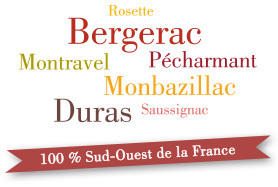 Rosette
Bergerac
Montravel Pécharmant
Monbazillac
Duras Saussignac
100 % Sud-Ouest de la France